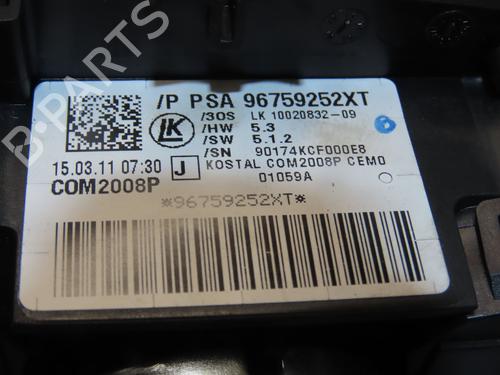 /P PSA 96759252XT
/3OS LK 10020832-09
/HW 5.3
/SW 5.1.2
/SN 90174KCF000E8
LK
15.03.11 07:30 J KOSTAL COM2008P CEMO
COM2008P 01059A
*96759252XT*
B-PARTS